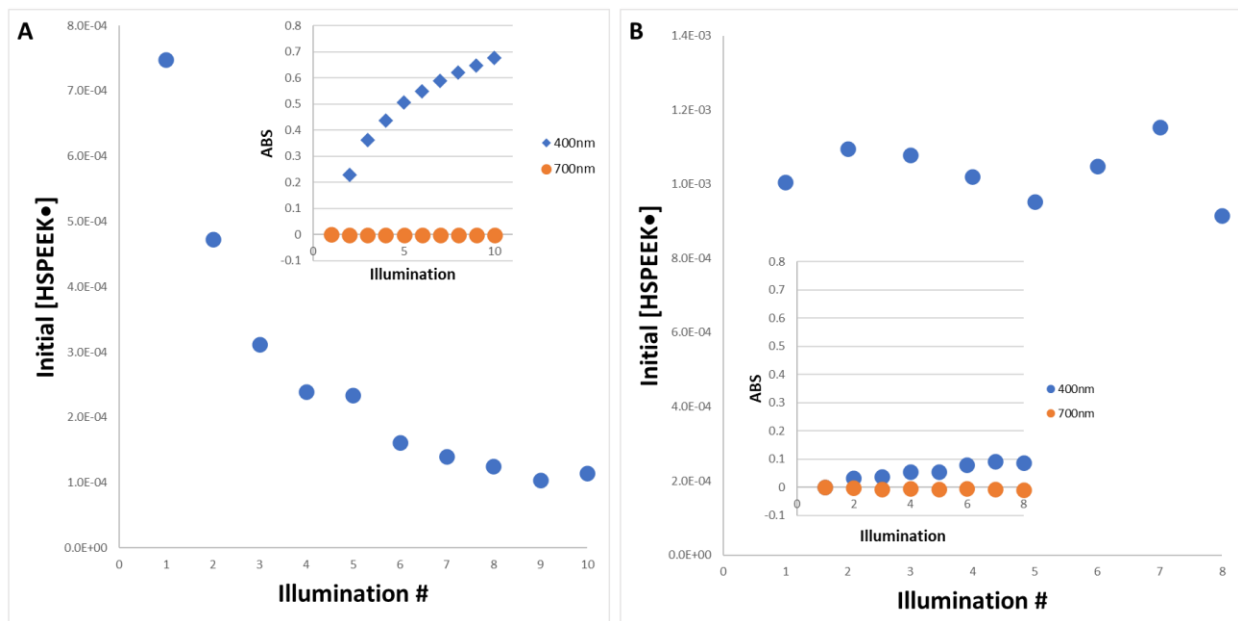 A
Initial [HSPEEK•]
8.0E-04
7.0E-04
6.0E-04
5.0E-04
4.0E-04
3.0E-04
2.0E-04
1.0E-04
0.0E+00
0 1 2 3 4 5 6 7 8 9 10
Illumination #
ABS
0.8
0.7
0.6
0.5
0.4
0.3
0.2
0.1
0
-0.1
0 5 10
Illumination
400nm
700nm
B
Initial [HSPEEK•]
1.4E-03
1.2E-03
1.0E-03
8.0E-04
6.0E-04
4.0E-04
2.0E-04
0.0E+00
0 1 2 3 4 5 6 7 8
Illumination #
ABS
0.8
0.7
0.6
0.5
0.4
0.3
0.2
0.1
0
-0.1
0 2 4 6 8
Illumination
400nm
700nm